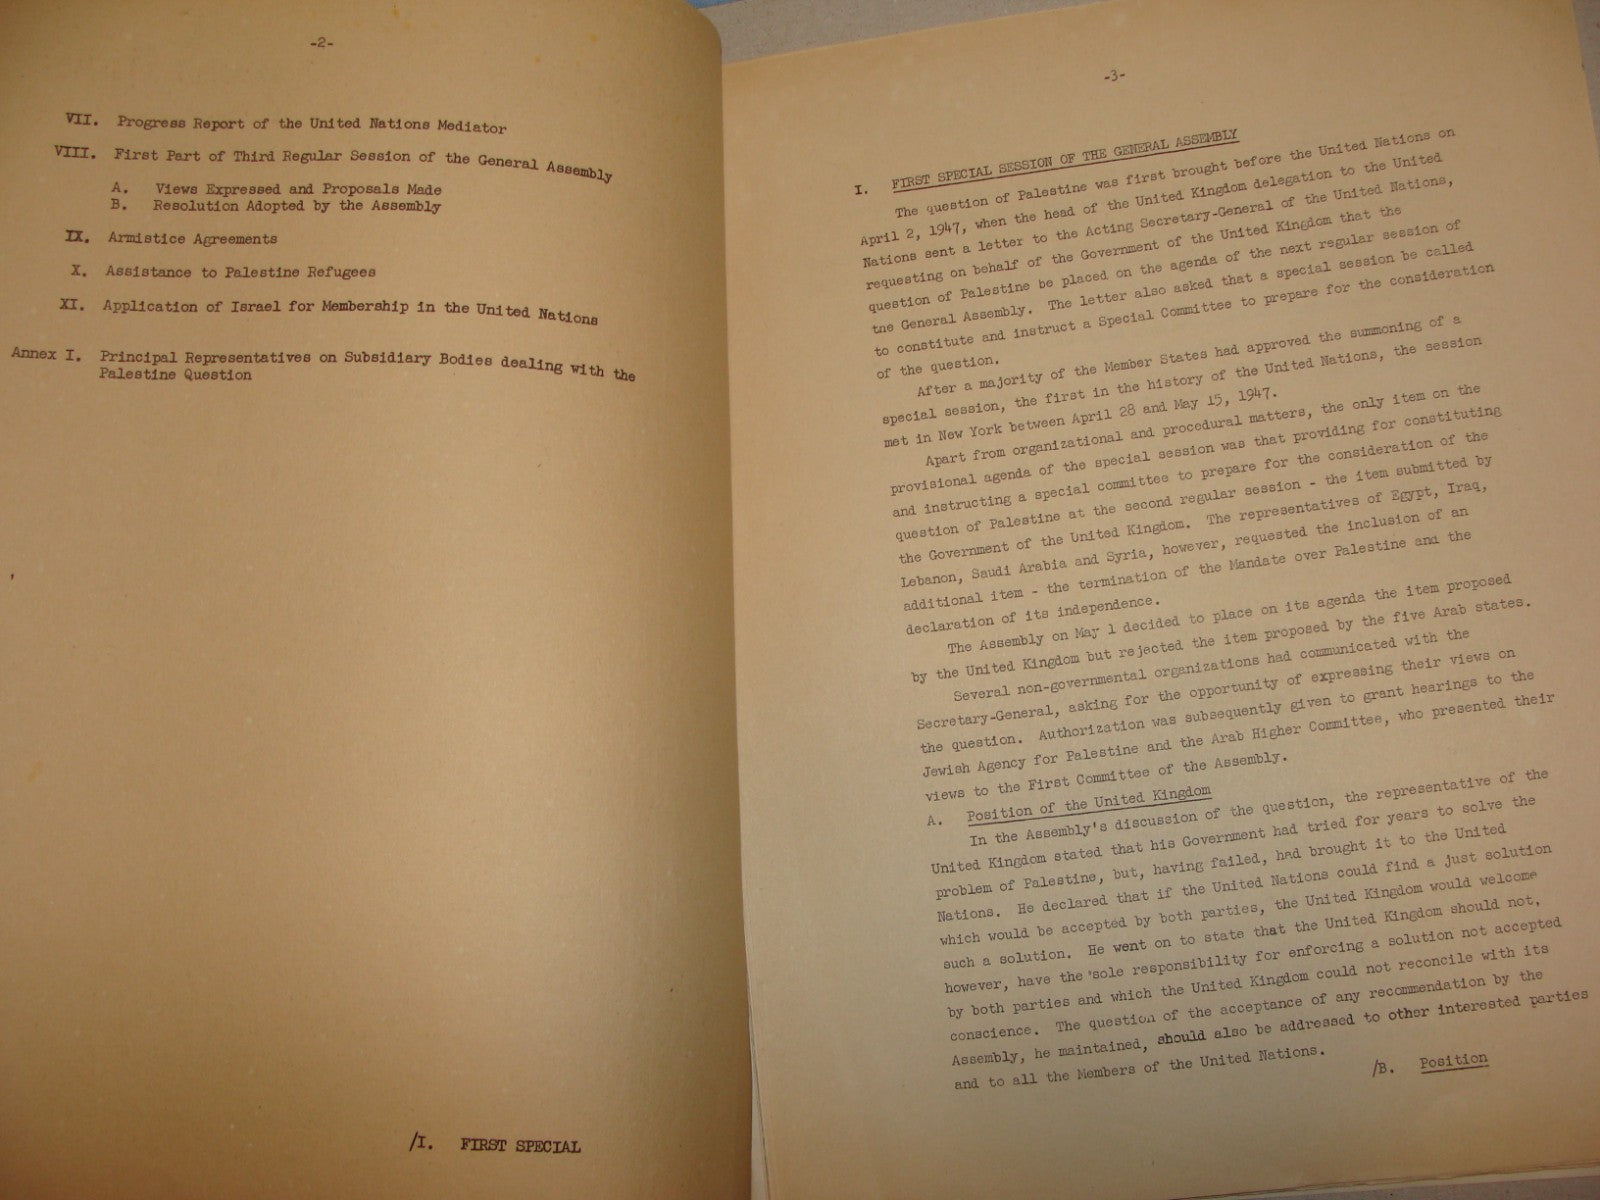 -2-
VII. Progress Report of the United Nations Mediator
VIII. First Part of Third Regular Session of the General Assembly
A. Views Expressed and Proposals Made
B. Resolution Adopted by the Assembly
IX. Armistice Agreements
X. Assistance to Palestine Refugees
XI. Application of Israel for Membership in the United Nations
Annex I. Principal Representatives on Subsidiary Bodies dealing with the
Palestine Question
/I. FIRST SPECIAL
-3-
I. FIRST SPECIAL SESSION OF THE GENERAL ASSEMBLY
The question of Palestine was first brought before the United Nations on
April 2, 1947, when the head of the United Kingdom delegation to the United
Nations sent a letter to the Acting Secretary-General of the United Nations,
requesting on behalf of the Government of the United Kingdom that the
question of Palestine be placed on the agenda of the next regular session of
tne General Assembly. The letter also asked that a special session be called
to constitute and instruct a Special Committee to prepare for the consideration
of the question.
After a majority of the Member States had approved the summoning of a
special session, the first in the history of the United Nations, the session
met in New York between April 28 and May 15, 1947.
Apart from organizational and procedural matters, the only item on the
provisional agenda of the special session was that providing for constituting
and instructing a special committee to prepare for the consideration of the
question of Palestine at the second regular session - the item submitted by
the Government of the United Kingdom. The representatives of Egypt, Iraq,
Lebanon, Saudi Arabia and Syria, however, requested the inclusion of an
additional item - the termination of the Mandate over Palestine and the
declaration of its independence.
The Assembly on May 1 decided to place on its agenda the item proposed
by the United Kingdom but rejected the item proposed by the five Arab states.
Several non-governmental organizations had communicated with the
Secretary-General, asking for the opportunity of expressing their views on
the question. Authorization was subsequently given to grant hearings to the
Jewish Agency for Palestine and the Arab Higher Committee, who presented their
views to the First Committee of the Assembly.
A. Position of the United Kingdom
In the Assembly's discussion of the question, the representative of the
United Kingdom stated that his Government had tried for years to solve the
problem of Palestine, but, having failed, had brought it to the United
Nations. He declared that if the United Nations could find a just solution
which would be accepted by both parties, the United Kingdom would welcome
such a solution. He went on to state that the United Kingdom should not,
however, have the 'sole responsibility for enforcing a solution not accepted
by both parties and which the United Kingdom could not reconcile with its
conscience. The question of the acceptance of any recommendation by the
Assembly, he maintained, should also be addressed to other interested parties
and to all the Members of the United Nations.
/B. Position